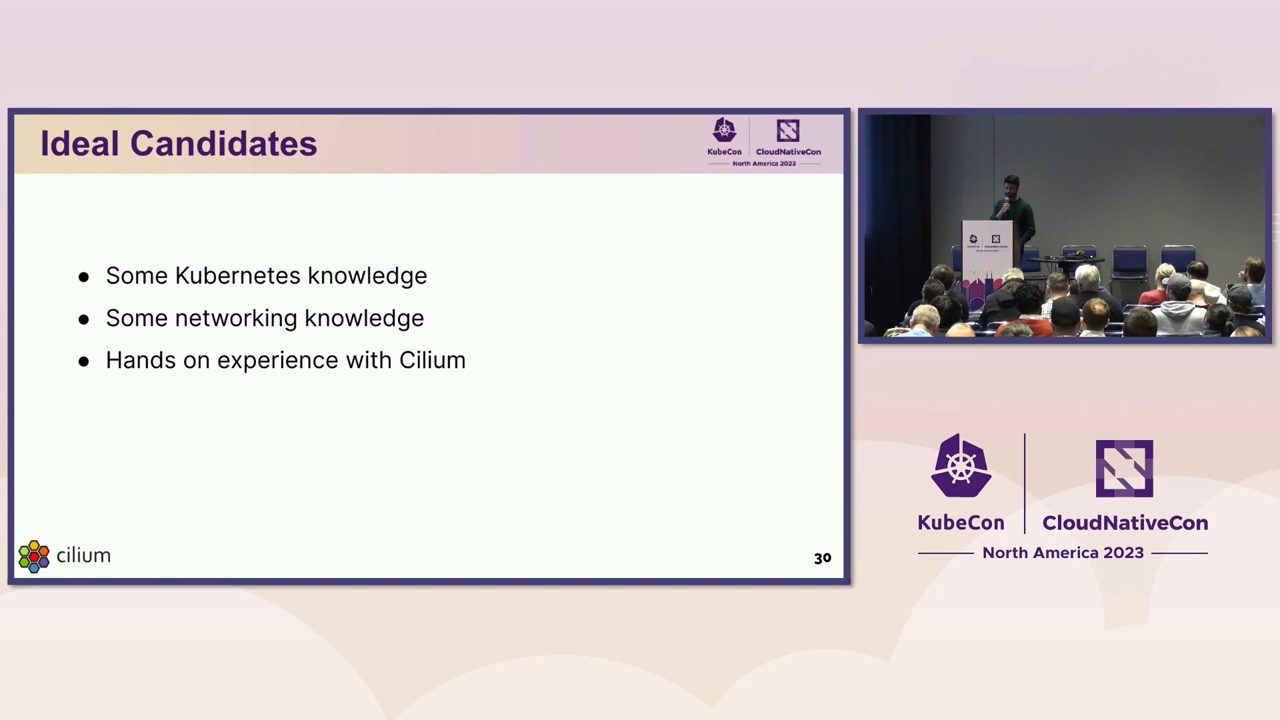 Ideal Candidates
KubeCon
CloudNativeCon
North America 2023
● Some Kubernetes knowledge
● Some networking knowledge
● Hands on experience with Cilium
cilium
30
KubeCon
CloudNativeCon
North America 2023